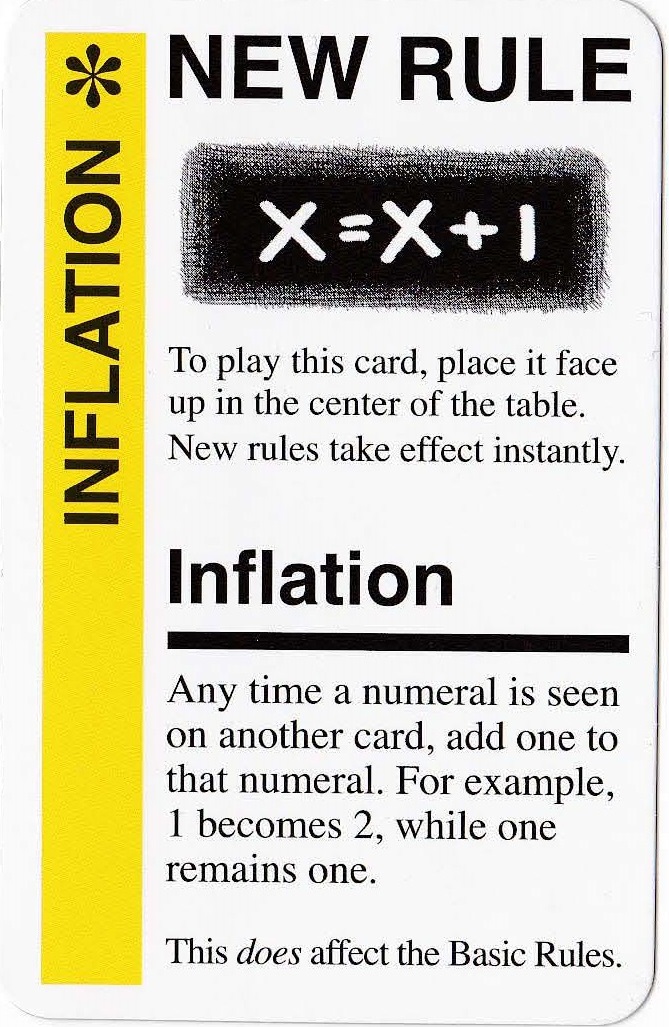 NEW RULE
* INFLATION
X=X+1
To play this card, place it face
up in the center of the table.
New rules take effect instantly.
Inflation
Any time a numeral is seen
on another card, add one to
that numeral. For example,
1 becomes 2, while one
remains one.
This does affect the Basic Rules.